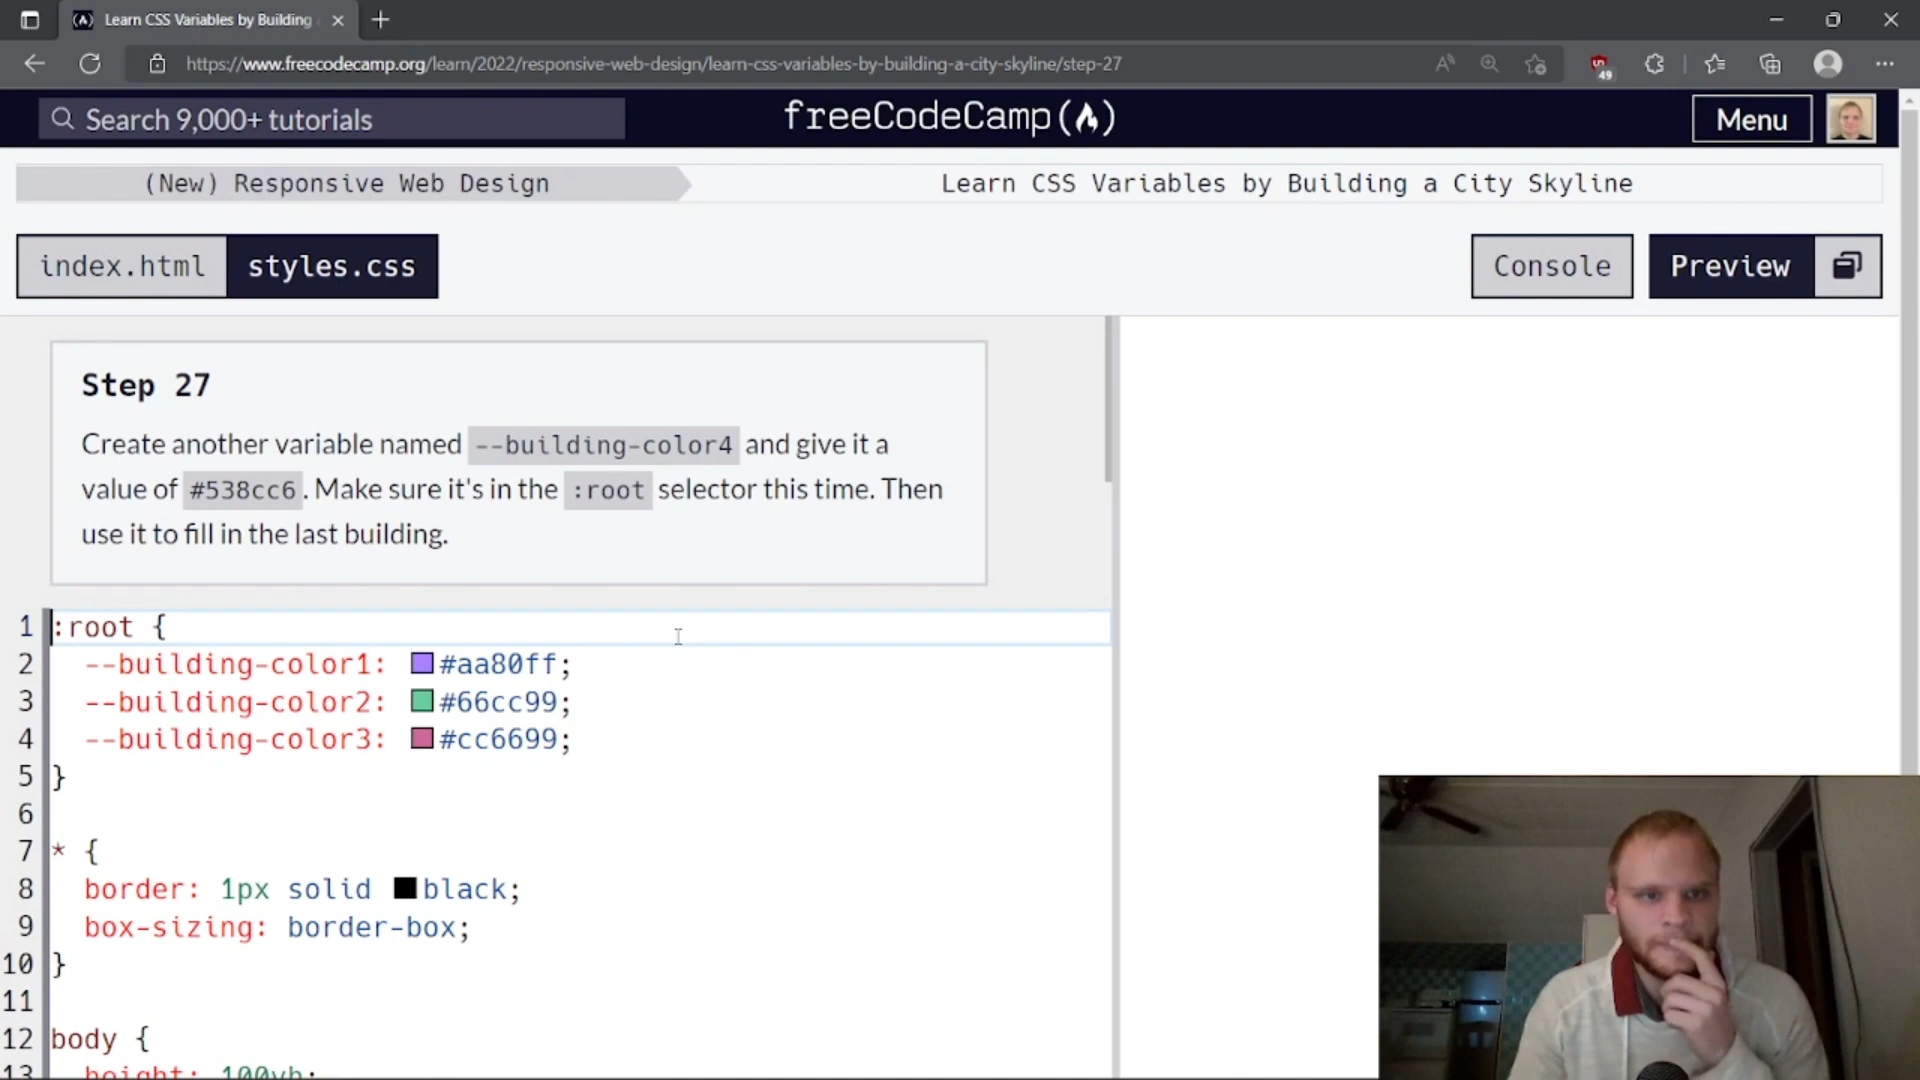 Learn CSS Variables by Building
https://www.freecodecamp.org/learn/2022/responsive-web-design/learn-css-variables-by-building-a-city-skyline/step-27
49
Search 9,000+ tutorials
freeCodeCamp
Menu
(New) Responsive Web Design
Learn CSS Variables by Building a City Skyline
index.html
styles.css
Console
Preview
Step 27
Create another variable named --building-color4 and give it a
value of #538cc6. Make sure it's in the :root selector this time. Then
use it to fill in the last building.
1 :root {
2 --building-color1: #aa80ff;
3 --building-color2: #66cc99;
4 --building-color3: #cc6699;
5 }
6
7 * {
8 border: 1px solid black;
9 box-sizing: border-box;
10 }
11
12 body {
13 height: 100vh;